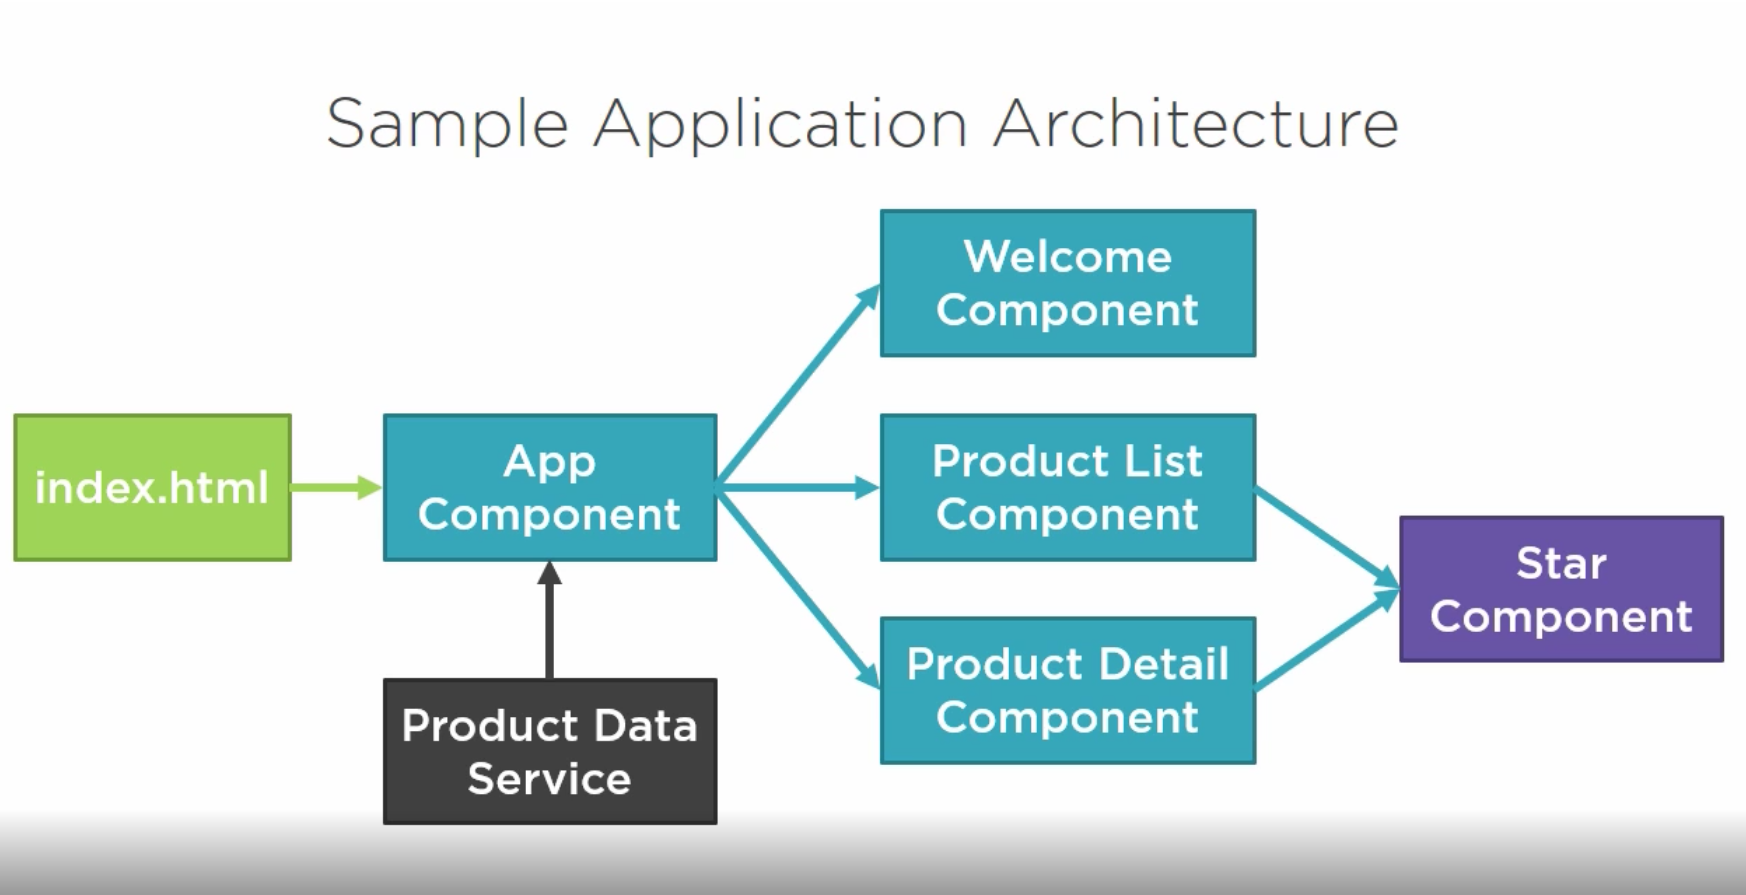 Sample Application Architecture
Welcome
Component
index.html
App
Component
Product List
Component
Star
Component
Product Detail
Component
Product Data
Service